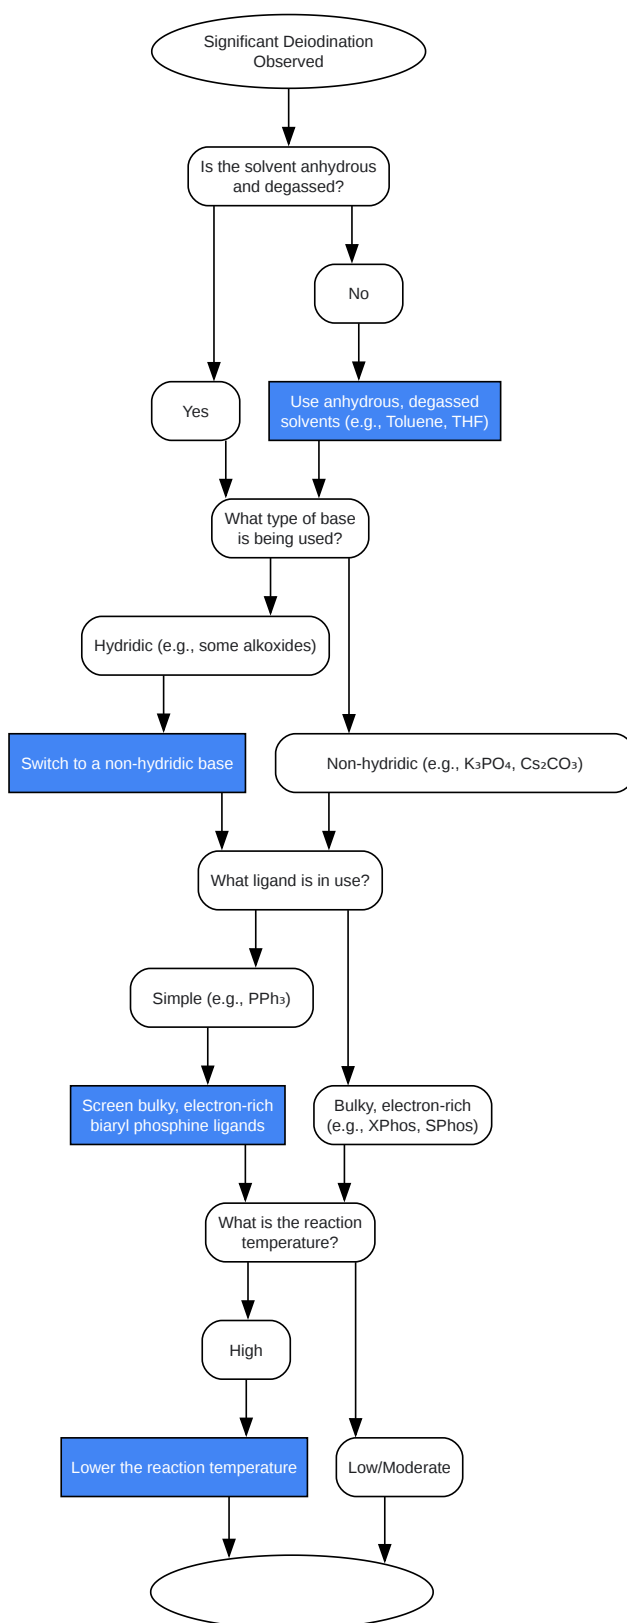 Significant Deiodination
Observed
Is the solvent anhydrous
and degassed?
No
Yes
Use anhydrous, degassed
solvents (e.g., Toluene, THF)
What type of base
is being used?
Hydridic (e.g., some alkoxides)
Switch to a non-hydridic base
Non-hydridic (e.g., K₃PO₄, Cs₂CO₃)
What ligand is in use?
Simple (e.g., PPh₃)
Screen bulky, electron-rich
biaryl phosphine ligands
Bulky, electron-rich
(e.g., XPhos, SPhos)
What is the reaction
temperature?
High
Lower the reaction temperature
Low/Moderate